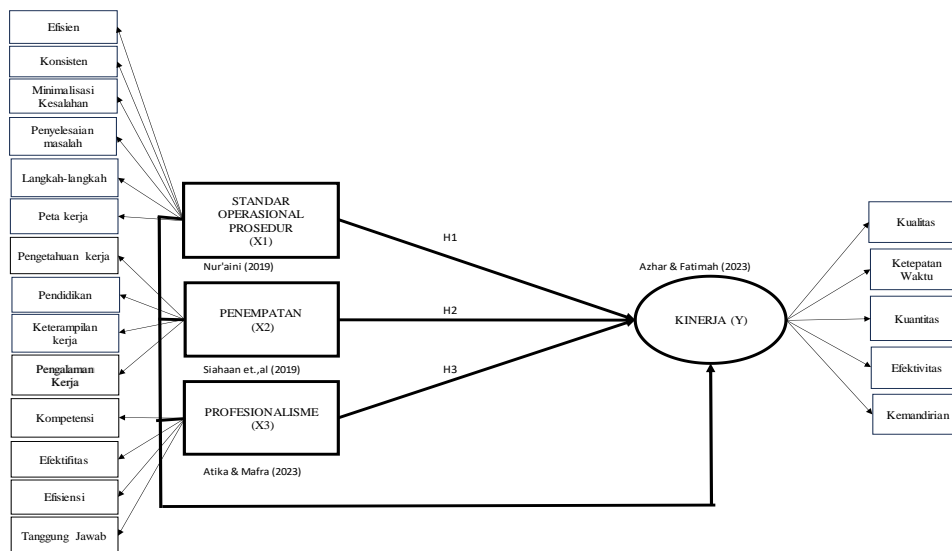 Efisien
Konsisten
Minimalisasi
Kesalahan
Penyelesaian
masalah
Langkah-langkah
Peta kerja
Pengetahuan kerja
Pendidikan
Keterampilan
kerja
Pengalaman
Kerja
Kompetensi
Efektifitas
Efisiensi
Tanggung Jawab
STANDAR
OPERASIONAL
PROSEDUR
(X1)
Nur'aini (2019)
PENEMPATAN
(X2)
Siahaan et.,al (2019)
PROFESIONALISME
(X3)
Atika & Mafra (2023)
H1
H2
H3
Azhar & Fatimah (2023)
KINERJA (Y)
Kualitas
Ketepatan
Waktu
Kuantitas
Efektivitas
Kemandirian